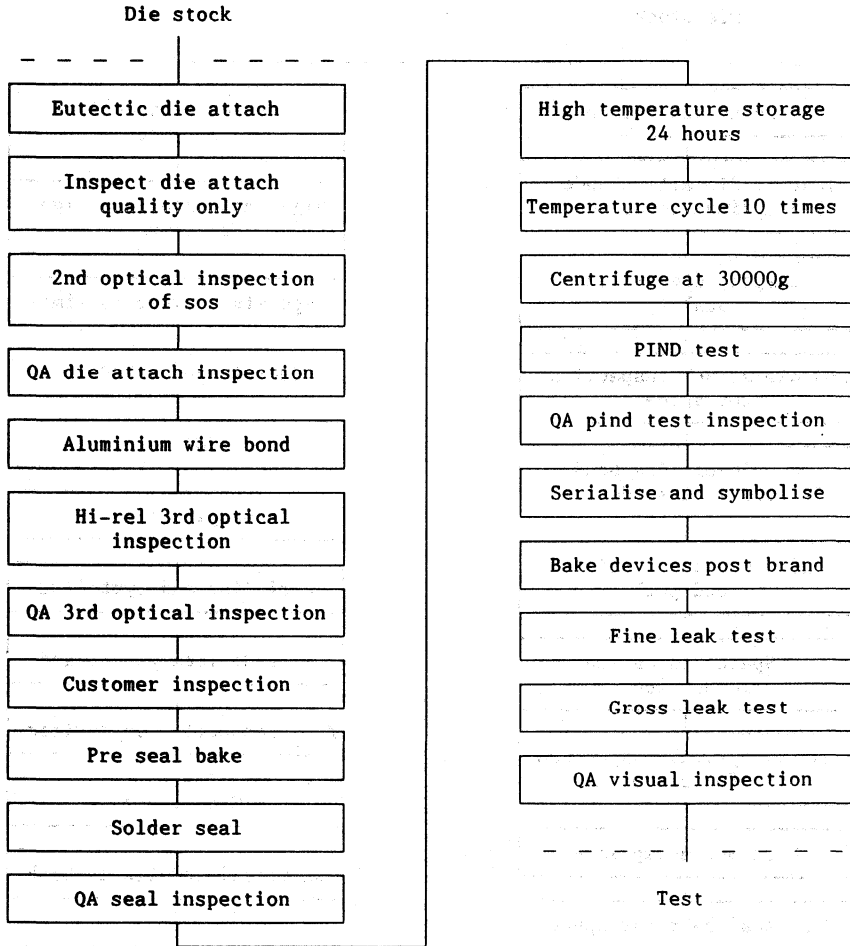 Die stock
Eutectic die attach
Inspect die attach
quality only
2nd optical inspection
of sos
QA die attach inspection
Aluminium wire bond
Hi-rel 3rd optical
inspection
QA 3rd optical inspection
Customer inspection
Pre seal bake
Solder seal
QA seal inspection
High temperature storage
24 hours
Temperature cycle 10 times
Centrifuge at 30000g
PIND test
QA pind test inspection
Serialise and symbolise
Bake devices post brand
Fine leak test
Gross leak test
QA visual inspection
Test